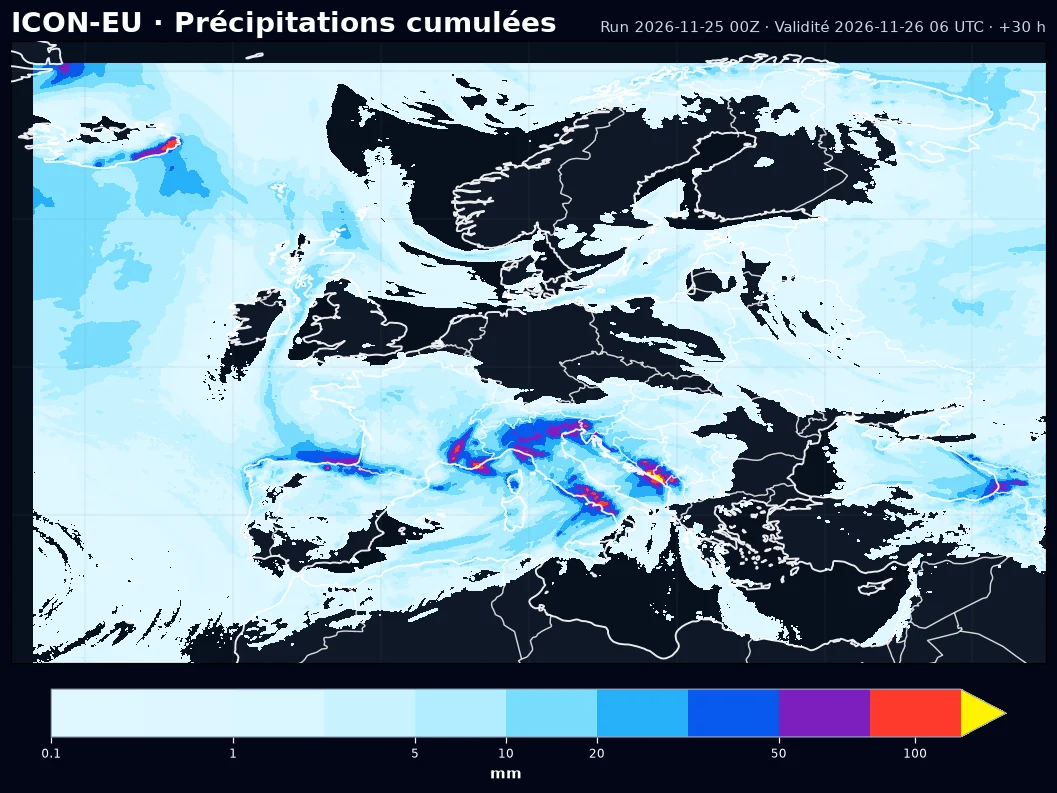 ICON-EU · Précipitations cumulées
Run 2026-11-25 00Z · Validité 2026-11-26 06 UTC · +30 h
0.1 1 5 10 20 50 100
mm